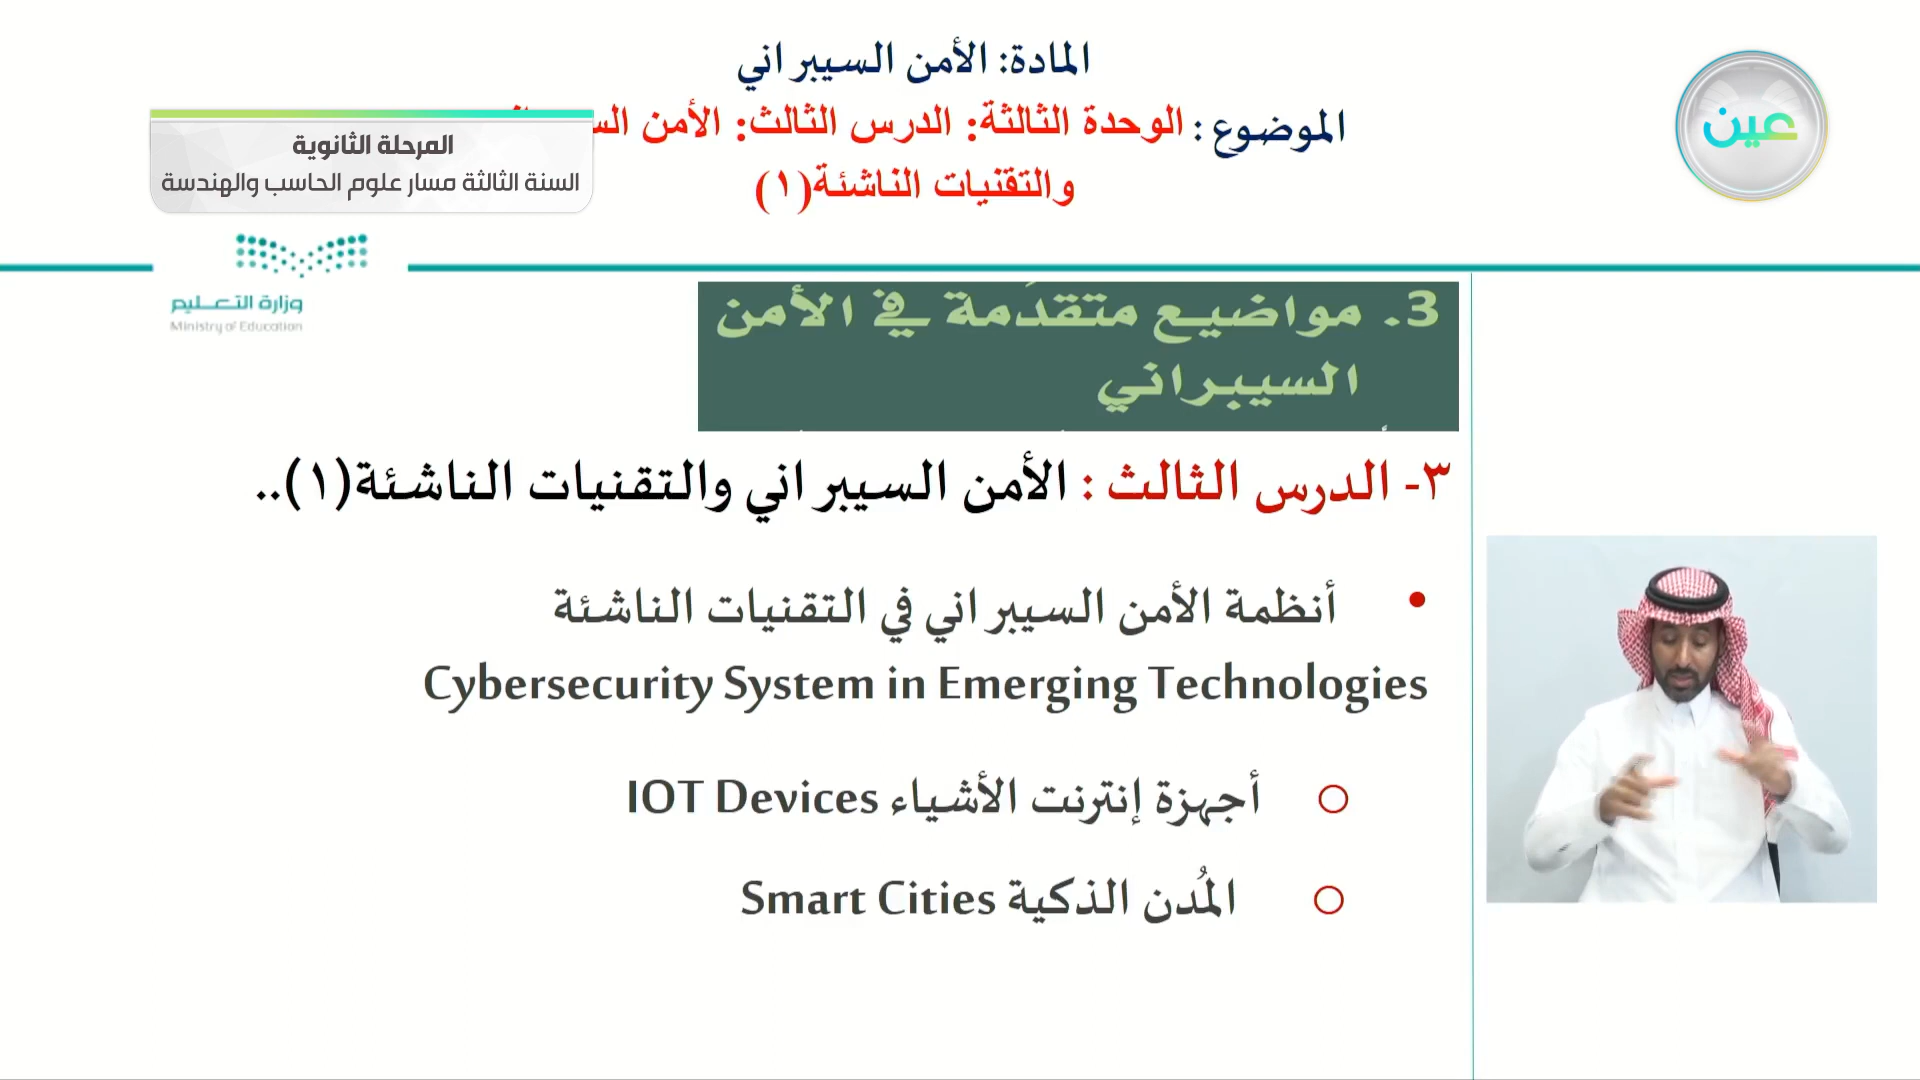 المادة: الأمن السيبراني
الموضوع : الوحدة الثالثة: الدرس الثالث: الأمن
والتقنيات الناشئة(١)
عين
المرحلة الثانوية
السنة الثالثة مسار علوم الحاسب والهندسة
وزارة التعليم
Ministry of Education
3. مواضيع متقدَمة في الأمن
السيبراني
٣- الدرس الثالث : الأمن السيبراني والتقنيات الناشئة(١)..
• أنظمة الأمن السيبراني في التقنيات الناشئة
Cybersecurity System in Emerging Technologies
○ أجهزة إنترنت الأشياء IOT Devices
○ المُدن الذكية Smart Cities